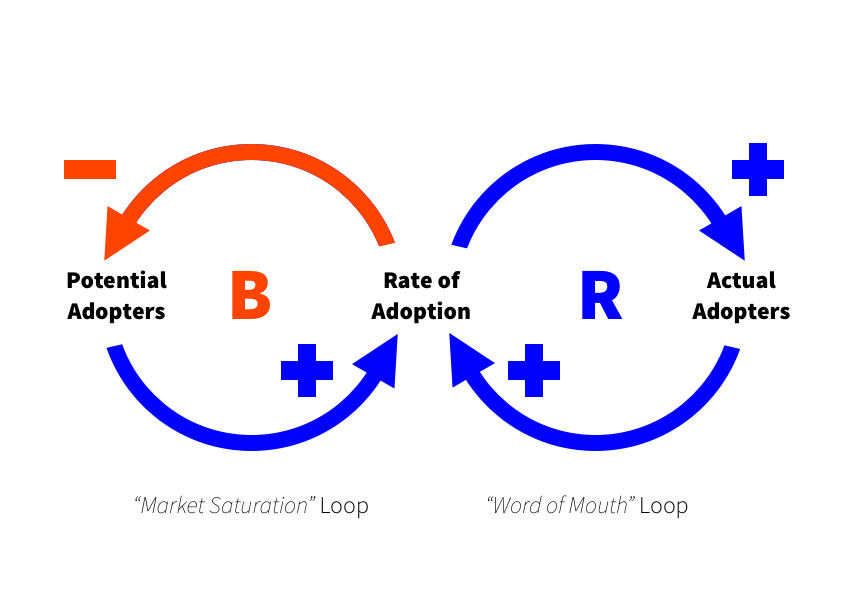 Potential
Adopters
B
Rate of
Adoption
R
Actual
Adopters
“Market Saturation” Loop
“Word of Mouth” Loop